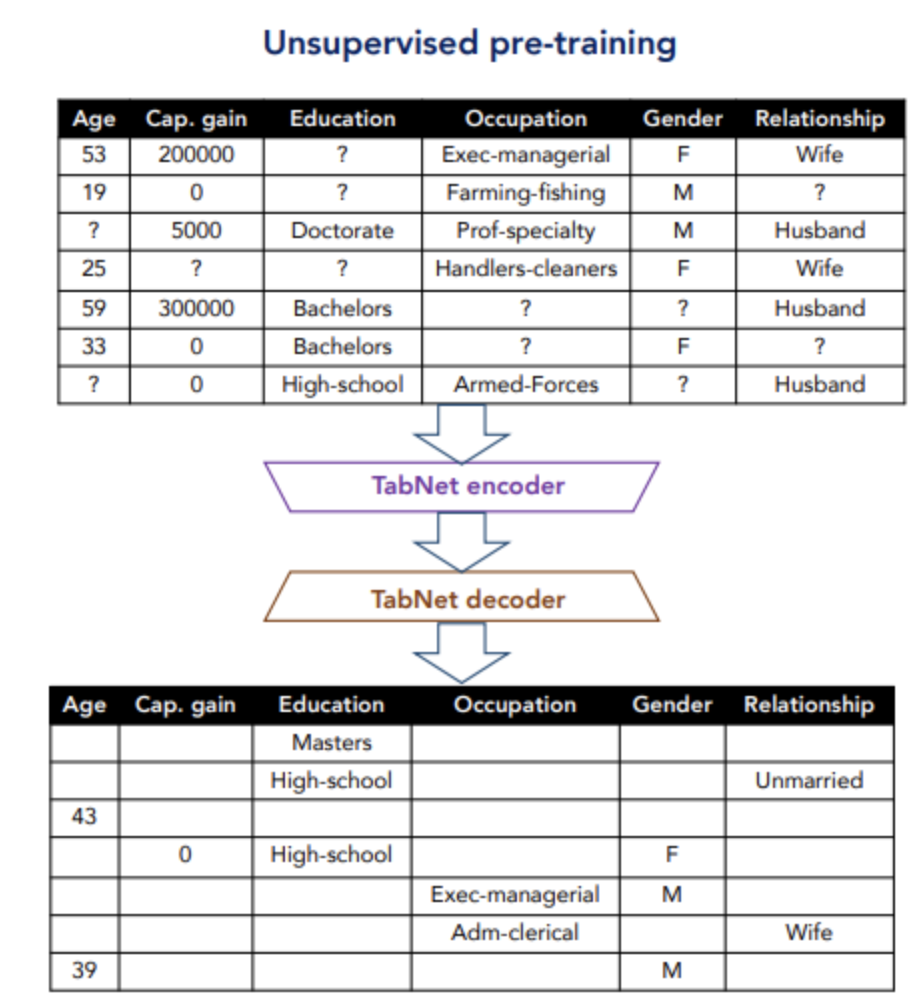 Unsupervised pre-training
Age Cap. gain Education Occupation Gender Relationship
53 200000 ? Exec-managerial F Wife
19 0 ? Farming-fishing M ?
? 5000 Doctorate Prof-specialty M Husband
25 ? ? Handlers-cleaners F Wife
59 300000 Bachelors ? ? Husband
33 0 Bachelors ? F ?
? 0 High-school Armed-Forces ? Husband
TabNet encoder
TabNet decoder
Age Cap. gain Education Occupation Gender Relationship
Masters
High-school Unmarried
43
0 High-school F
Exec-managerial M
Adm-clerical Wife
39 M